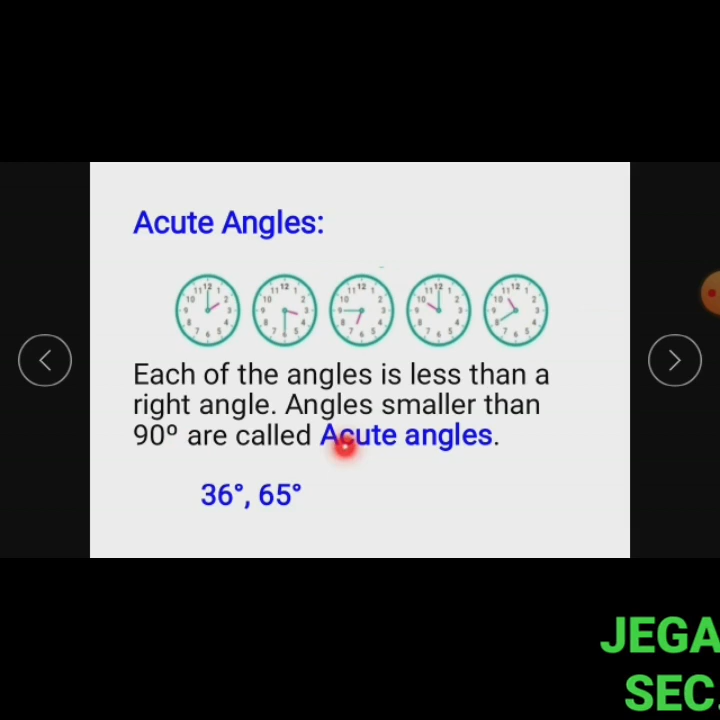 Acute Angles:
Each of the angles is less than a
right angle. Angles smaller than
90º are called Acute angles.
36°, 65°
JEGA
SEC.